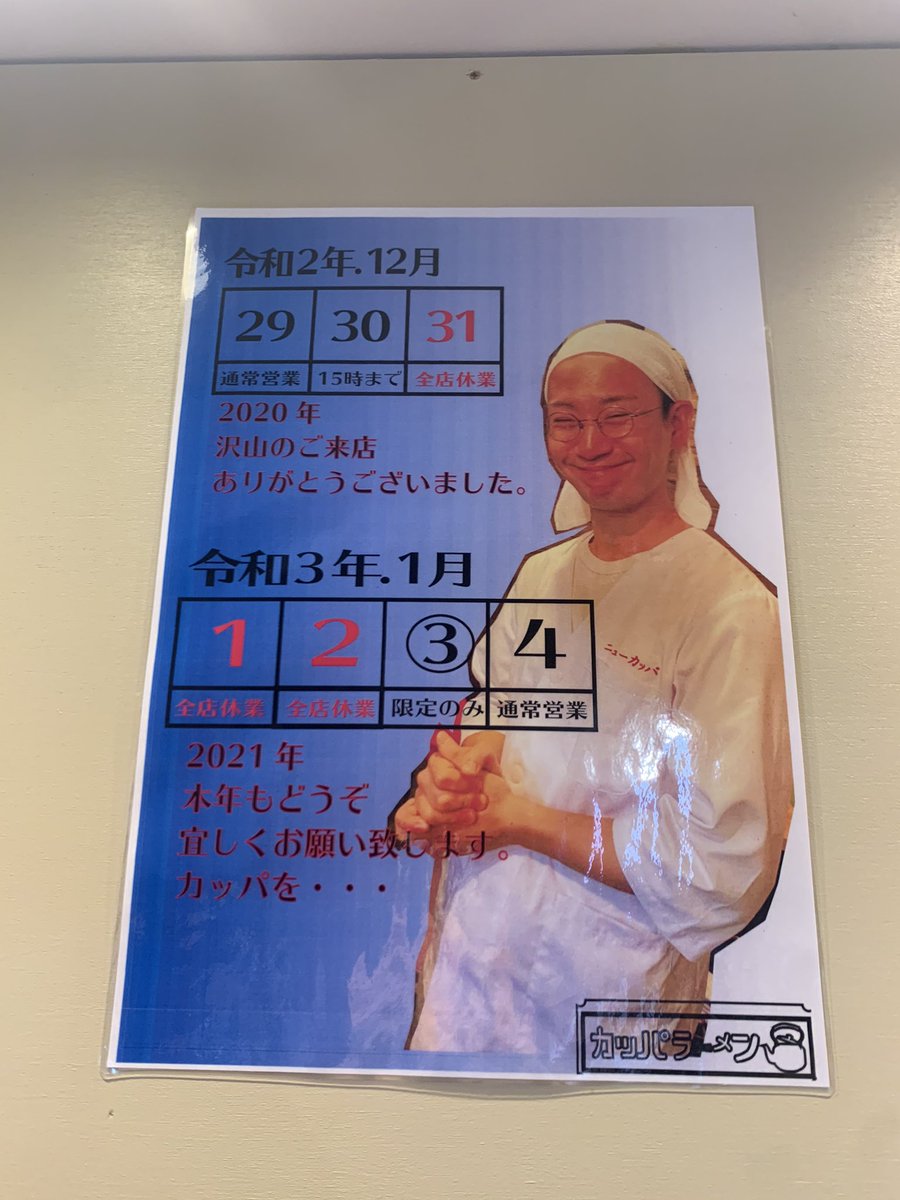 令和2年.12月
29 30 31
通常営業 15時まで 全店休業
2020年
沢山のご来店
ありがとうございました。
令和3年.1月
1 2 ③ 4
全店休業 全店休業 限定のみ 通常営業
ニューカッパ
2021年
本年もどうぞ
宜しくお願い致します。
カッパを・・・
カッパラーメン